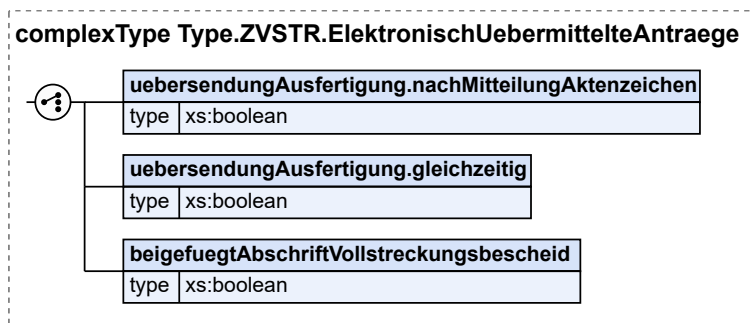 complexType Type.ZVSTR.ElektronischUebermittelteAntraege
uebersendungAusfertigung.nachMitteilungAktenzeichen
type xs:boolean
uebersendungAusfertigung.gleichzeitig
type xs:boolean
beigefuegtAbschriftVollstreckungsbescheid
type xs:boolean